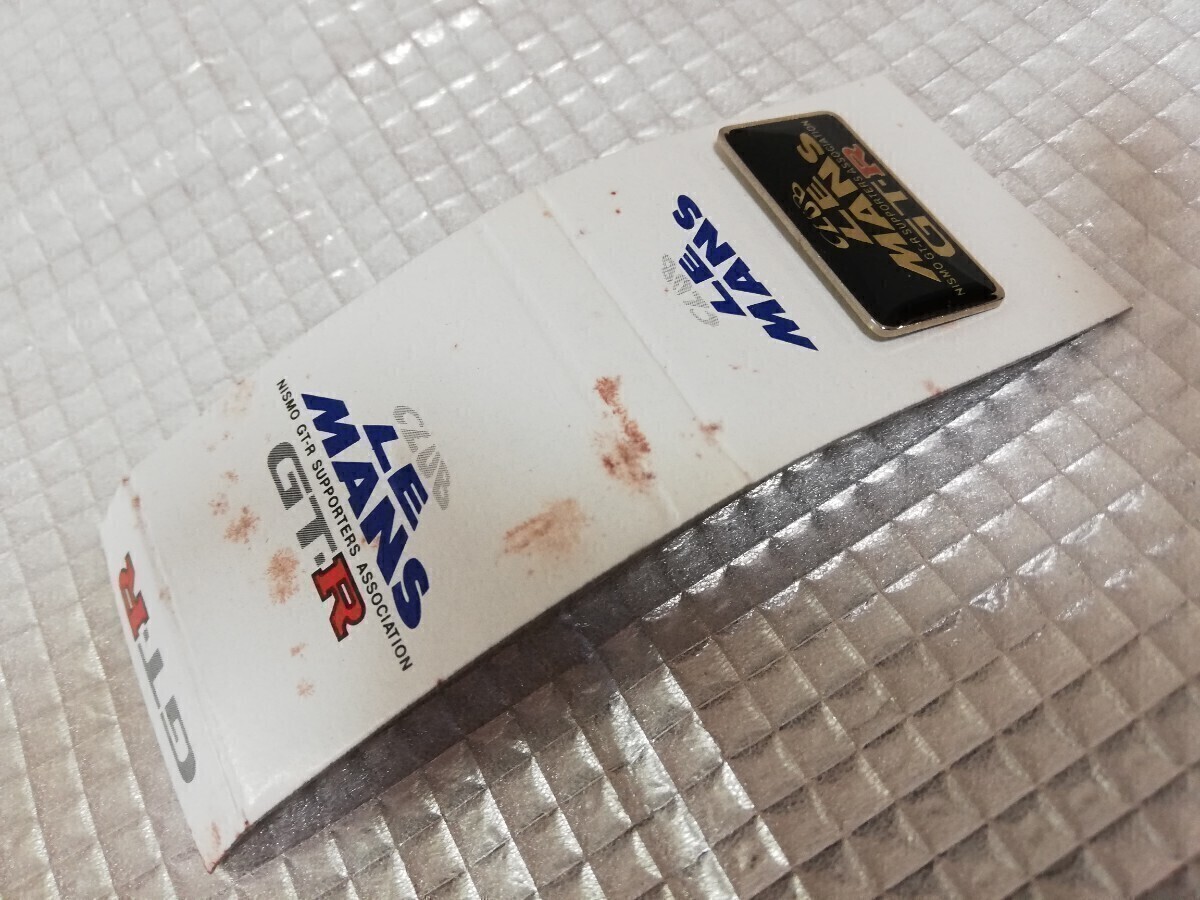 CLUB
LE
MANS
NISMO GT-R SUPPORTERS ASSOCIATION
GT-R
CLUB
LE
MANS
CLUB
LE
MANS
NISMO GT-R SUPPORTERS ASSOCIATION
GT-R
GT-R